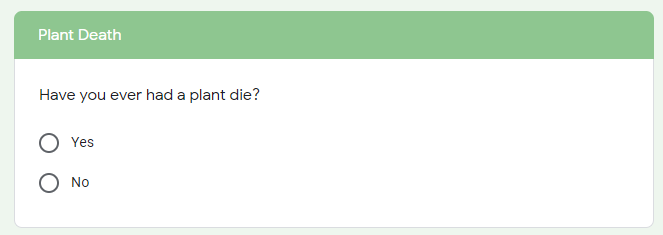 Plant Death
Have you ever had a plant die?
Yes
No